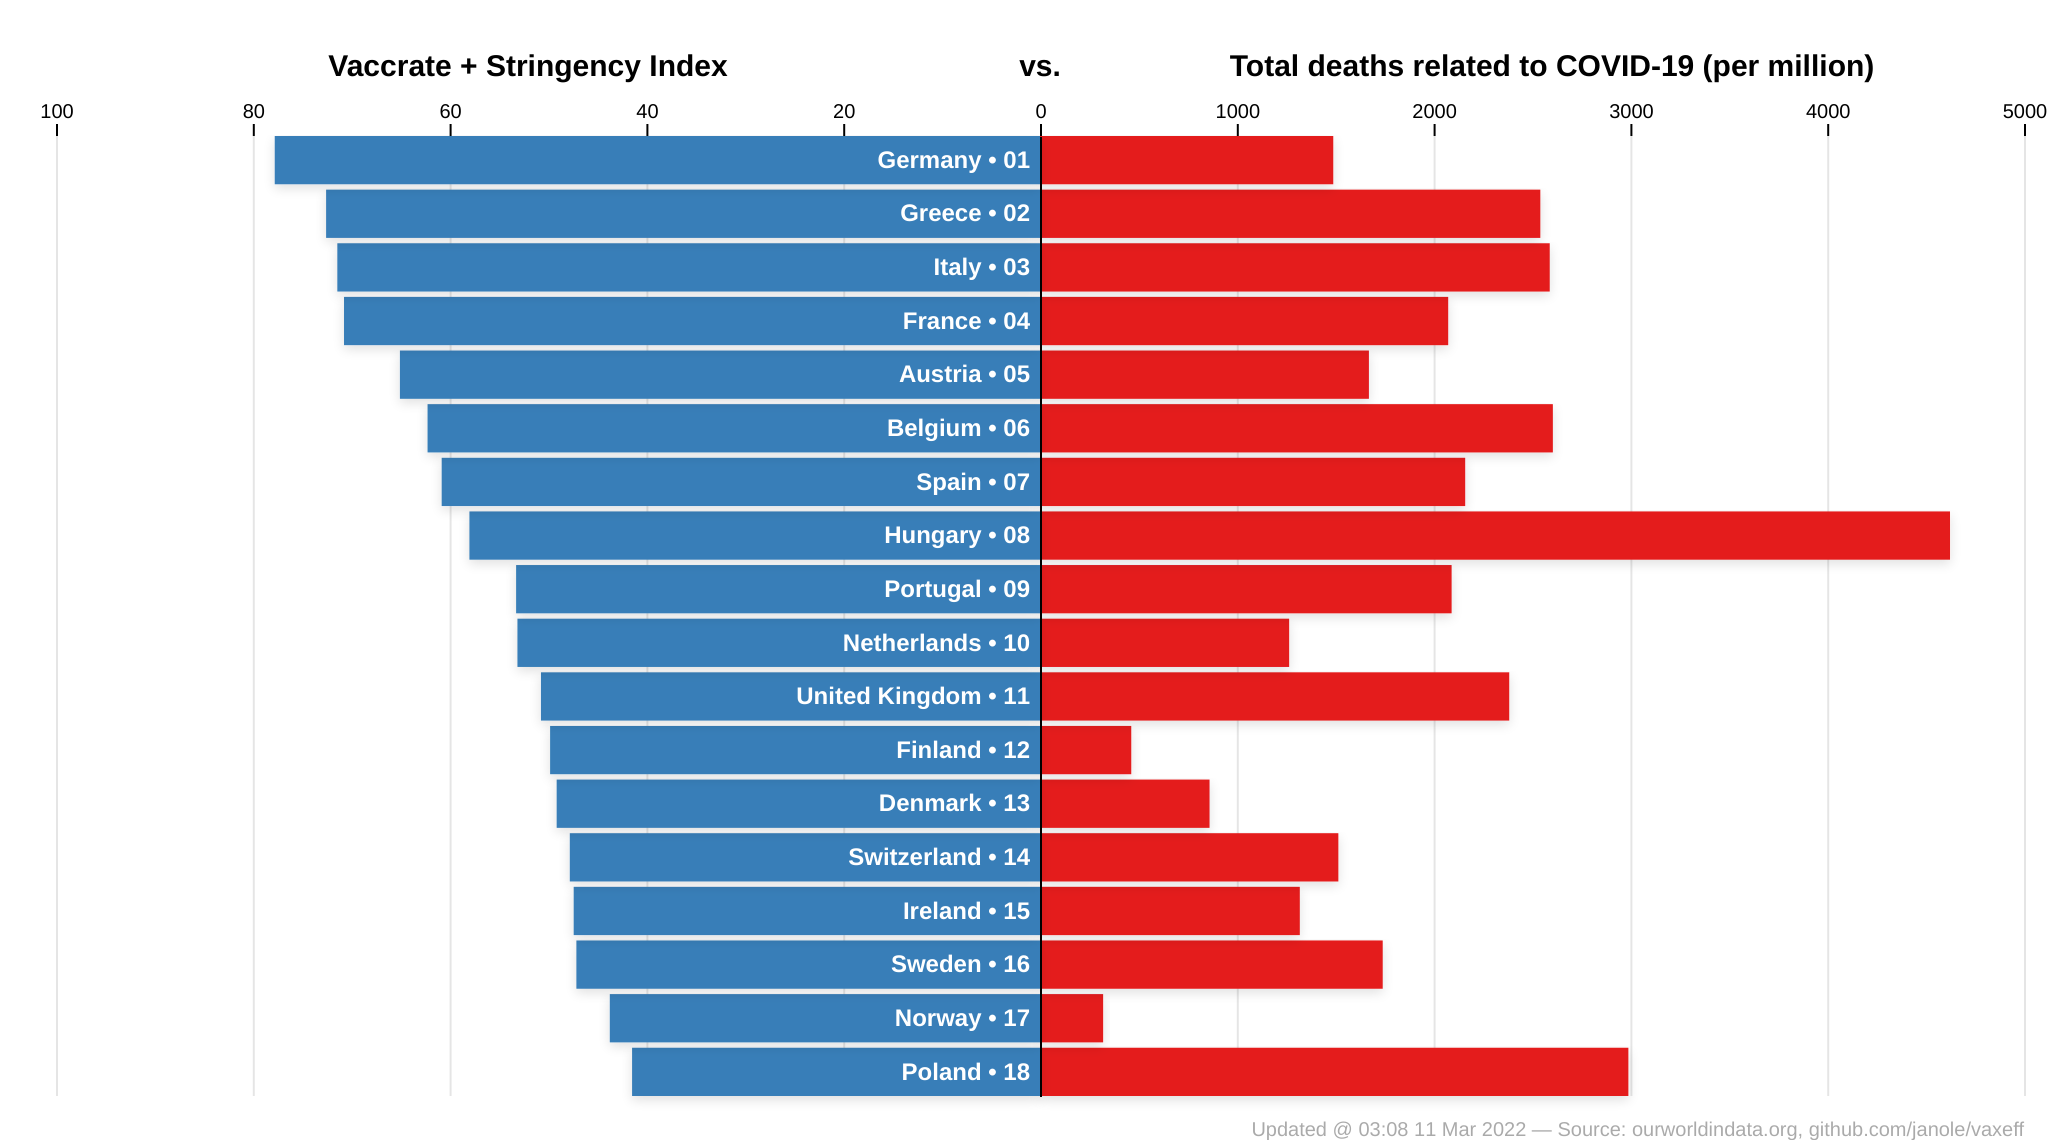 Vaccrate + Stringency Index vs. Total deaths related to COVID-19 (per million)
100 80 60 40 20 0 1000 2000 3000 4000 5000
Germany • 01
Greece • 02
Italy • 03
France • 04
Austria • 05
Belgium • 06
Spain • 07
Hungary • 08
Portugal • 09
Netherlands • 10
United Kingdom • 11
Finland • 12
Denmark • 13
Switzerland • 14
Ireland • 15
Sweden • 16
Norway • 17
Poland • 18
Updated @ 03:08 11 Mar 2022 — Source: ourworldindata.org, github.com/janole/vaxeff